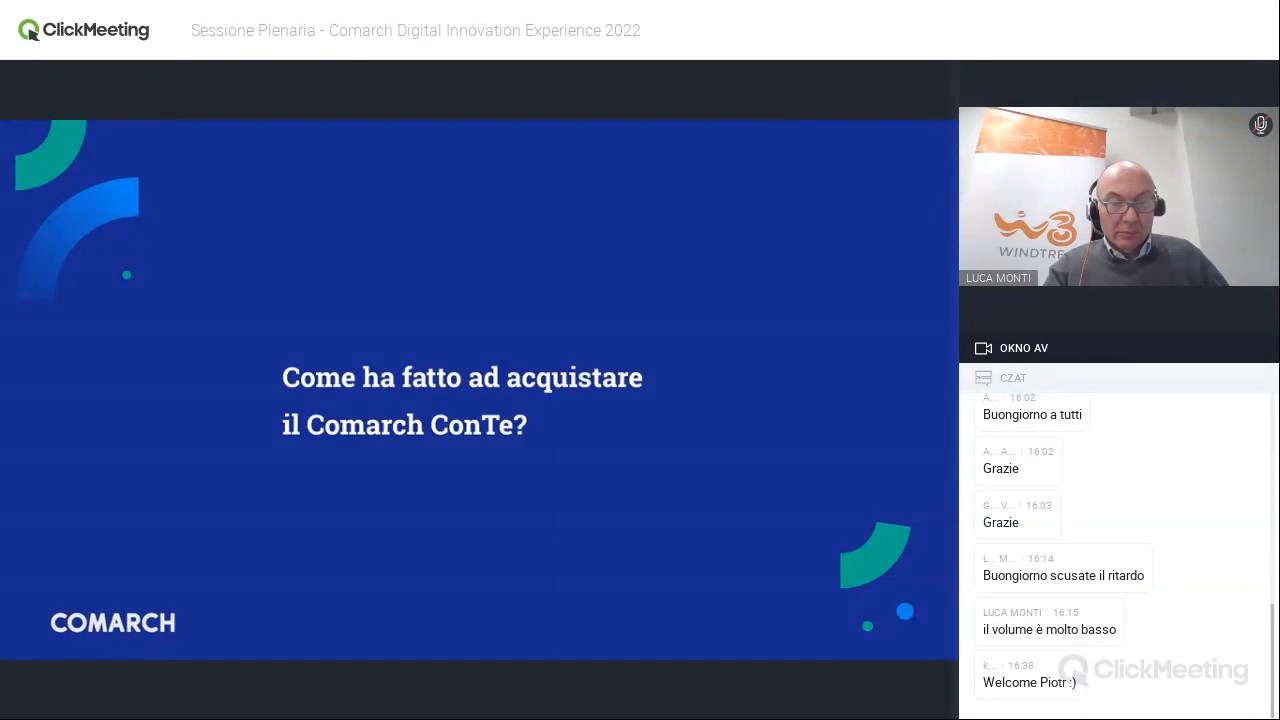 ClickMeeting
Sessione Plenaria - Comarch Digital Innovation Experience 2022
Come ha fatto ad acquistare
il Comarch ConTe?
COMARCH
W3
WINDTRE
LUCA MONTI
OKNO AV
CZAT
A... 16:02
Buongiorno a tutti
A... A... 16:02
Grazie
G... V... 16:03
Grazie
L... M... 16:14
Buongiorno scusate il ritardo
LUCA MONTI 16:15
il volume è molto basso
k... 16:38
Welcome Piotr :)
ClickMeeting